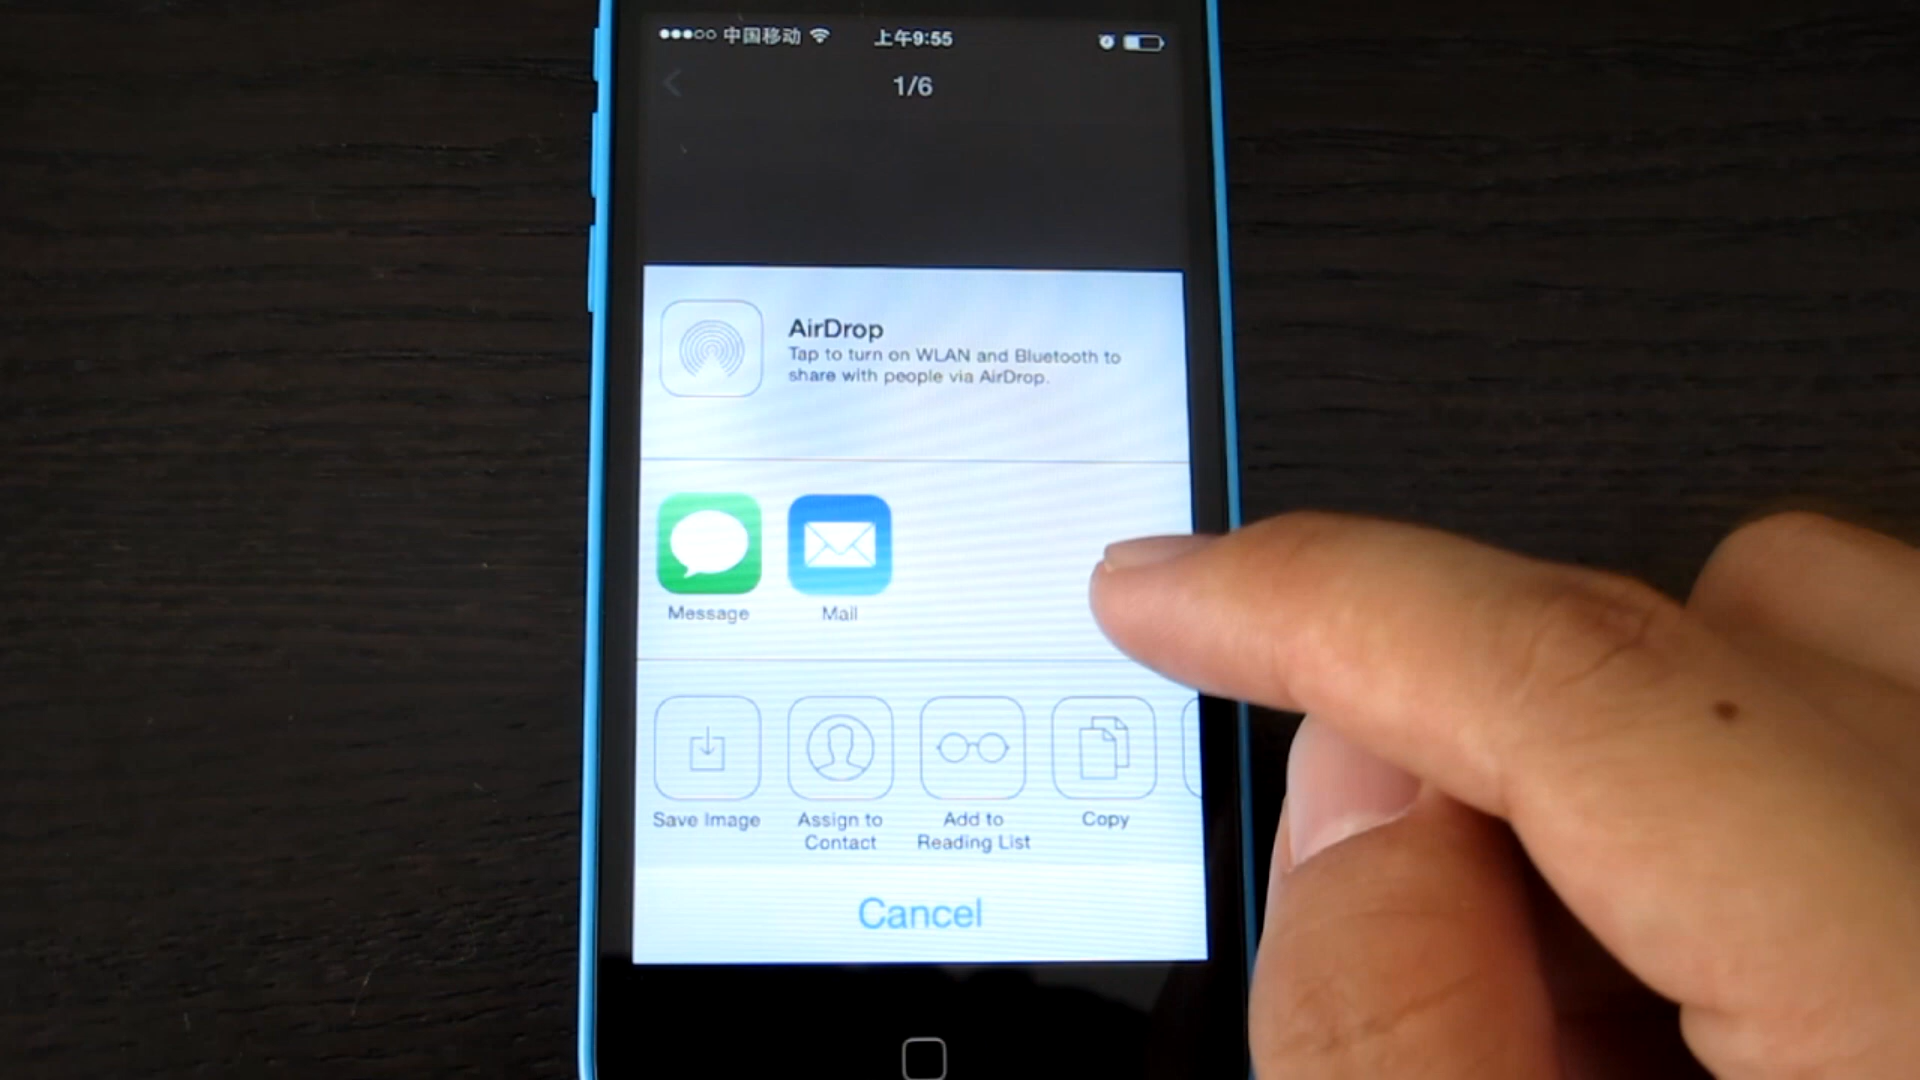 中国移动 上午9:55
1/6
AirDrop
Tap to turn on WLAN and Bluetooth to
share with people via AirDrop.
Message Mail
Save Image Assign to Contact Add to Reading List Copy
Cancel